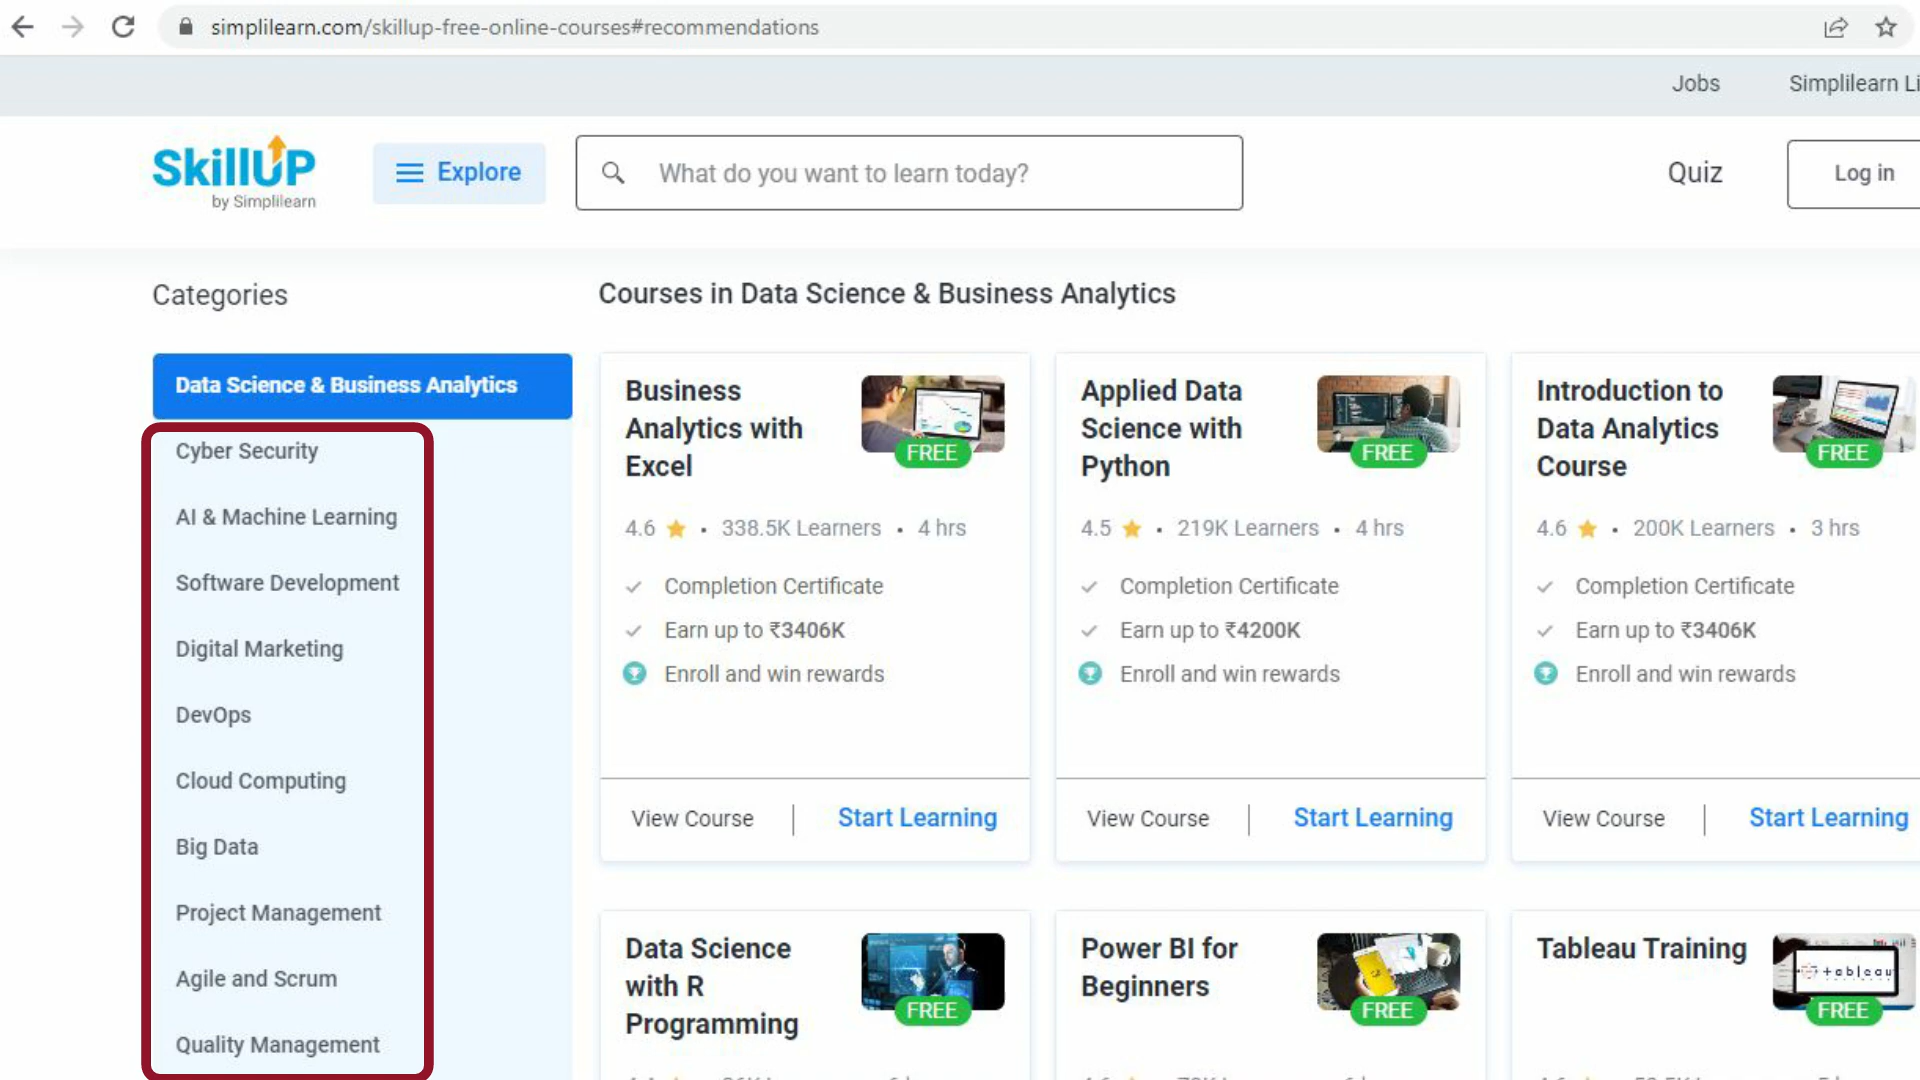 simplilearn.com/skillup-free-online-courses#recommendations
Jobs
Simplilearn
SkillUP
by Simplilearn
Explore
What do you want to learn today?
Quiz
Log in
Categories
Data Science & Business Analytics
Cyber Security
AI & Machine Learning
Software Development
Digital Marketing
DevOps
Cloud Computing
Big Data
Project Management
Agile and Scrum
Quality Management
Courses in Data Science & Business Analytics
Business
Analytics with
Excel
FREE
4.6 ★ • 338.5K Learners • 4 hrs
Completion Certificate
Earn up to ₹3406K
Enroll and win rewards
View Course | Start Learning
Applied Data
Science with
Python
FREE
4.5 ★ • 219K Learners • 4 hrs
Completion Certificate
Earn up to ₹4200K
Enroll and win rewards
View Course | Start Learning
Introduction to
Data Analytics
Course
FREE
4.6 ★ • 200K Learners • 3 hrs
Completion Certificate
Earn up to ₹3406K
Enroll and win rewards
View Course | Start Learning
Data Science
with R
Programming
FREE
Power BI for
Beginners
FREE
Tableau Training
+ableau
FREE